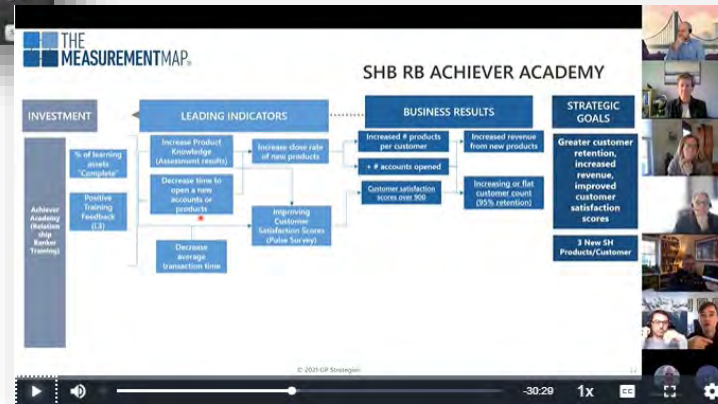 THE
MEASUREMENTMAP®
SHB RB ACHIEVER ACADEMY
INVESTMENT
LEADING INDICATORS
BUSINESS RESULTS
STRATEGIC
GOALS
Achiever
Academy
(Relation
ship
Banker
Training)
% of learning
assets
"Complete"
Positive
Training
Feedback
(L3)
Increase Product
Knowledge
(Assessment results)
Decrease time to
open a new
accounts or
products
Decrease
average
transaction time
Increase close rate
of new products
Improving
Customer
Satisfaction Scores
(Pulse Survey)
Increased # products
per customer
+ # accounts opened
Customer satisfaction
scores over 900
Increased revenue
from new products
Increasing or flat
customer count
(95% retention)
Greater customer
retention,
increased
revenue,
improved
customer
satisfaction
scores
3 New SH
Products/Customer
© 2021 GP Strategies
-30:29
1x
CC